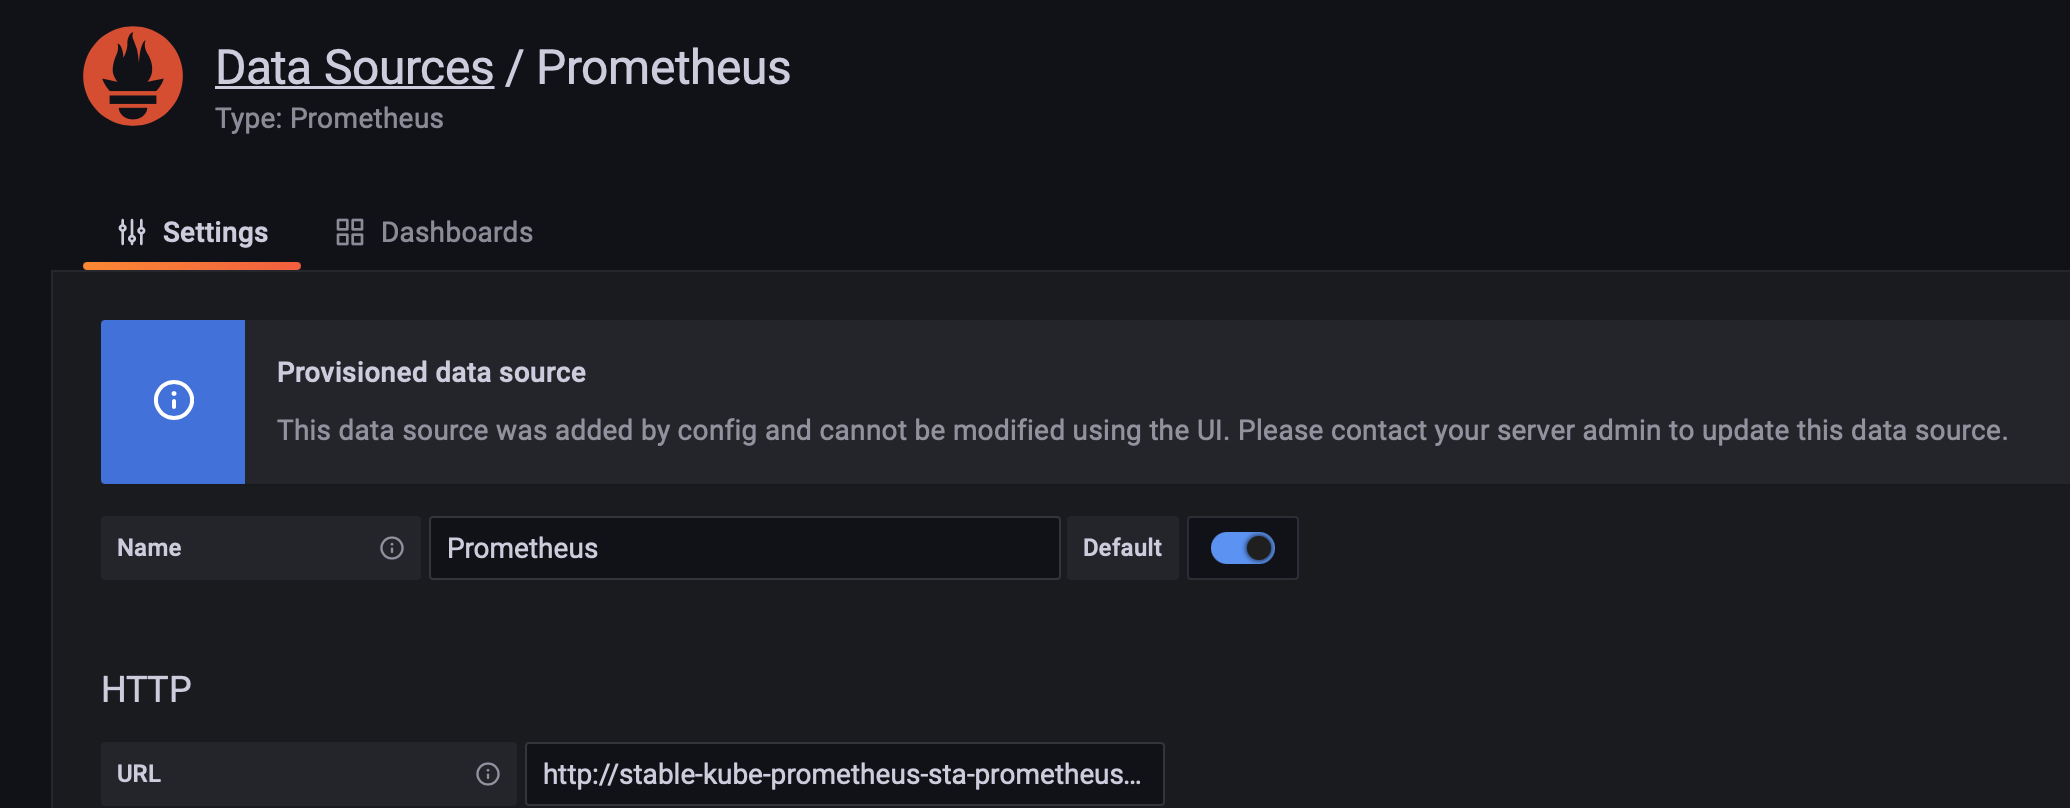 Data Sources / Prometheus
Type: Prometheus
Settings
Dashboards
Provisioned data source
This data source was added by config and cannot be modified using the UI. Please contact your server admin to update this data source.
Name
Prometheus
Default
HTTP
URL
http://stable-kube-prometheus-sta-prometheus...